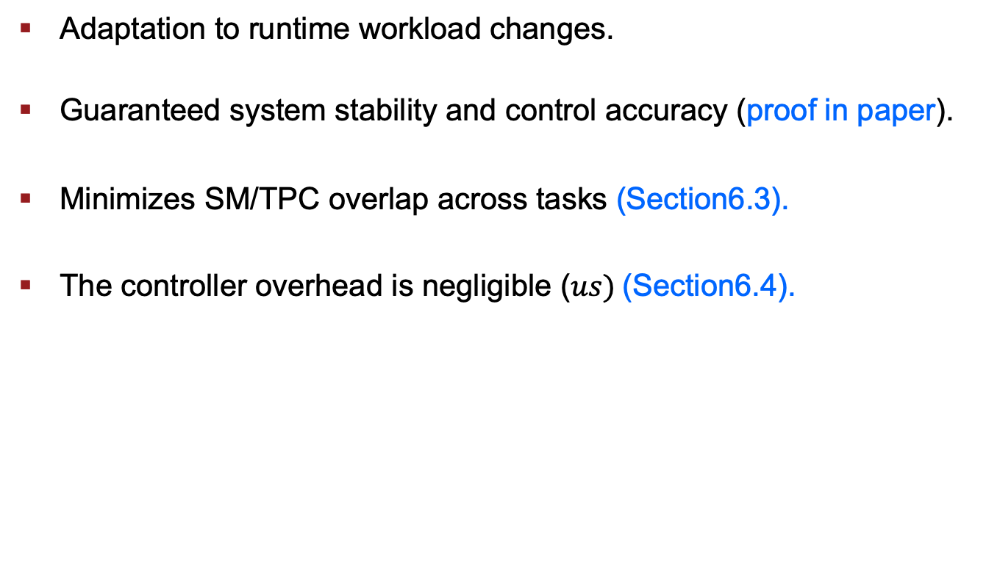 ▪ Adaptation to runtime workload changes.
▪ Guaranteed system stability and control accuracy (proof in paper).
▪ Minimizes SM/TPC overlap across tasks (Section6.3).
▪ The controller overhead is negligible (us) (Section6.4).